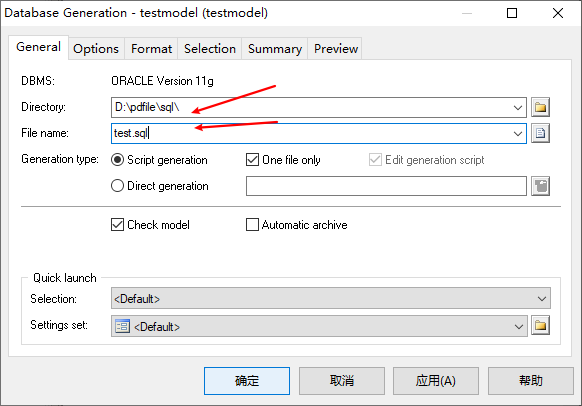 Database Generation - testmodel (testmodel)
General Options Format Selection Summary Preview
DBMS: ORACLE Version 11g
Directory: D:\pdfile\sql\
File name: test.sql
Generation type: Script generation One file only Edit generation script
Direct generation
Check model Automatic archive
Quick launch
Selection: <Default>
Settings set: <Default>
确定 取消 应用(A) 帮助